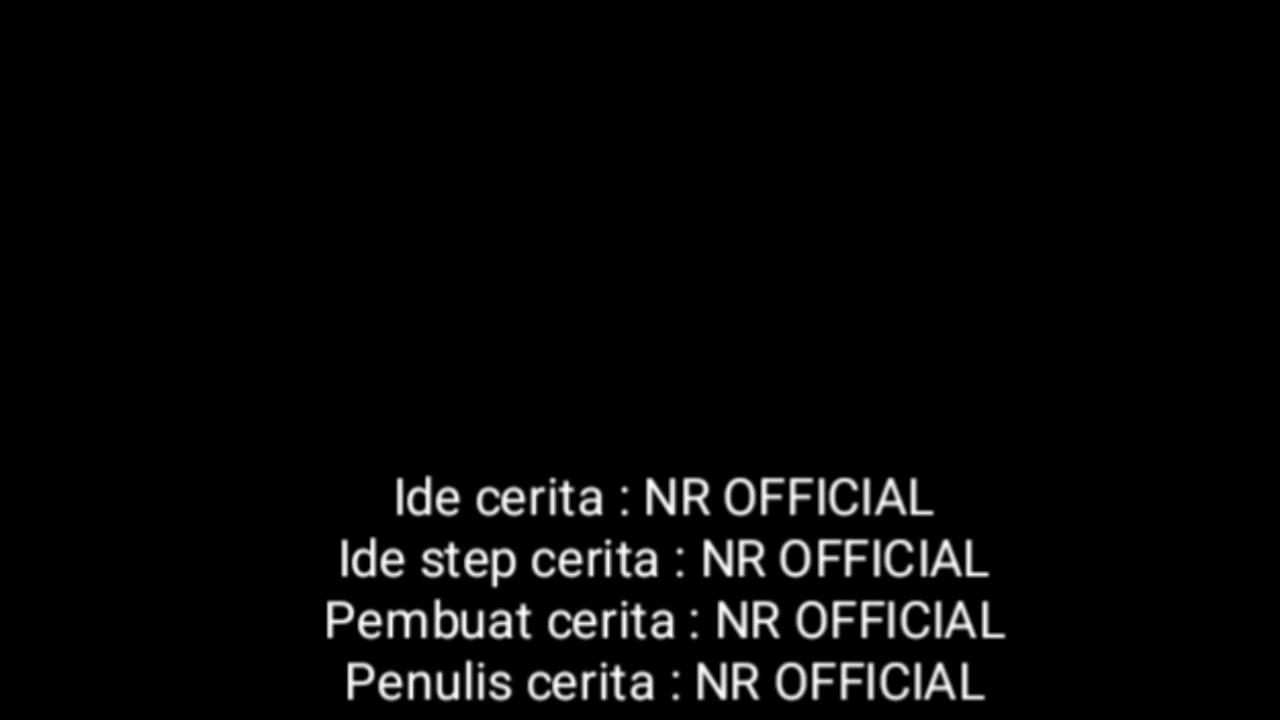 Ide cerita : NR OFFICIAL
Ide step cerita : NR OFFICIAL
Pembuat cerita : NR OFFICIAL
Penulis cerita : NR OFFICIAL